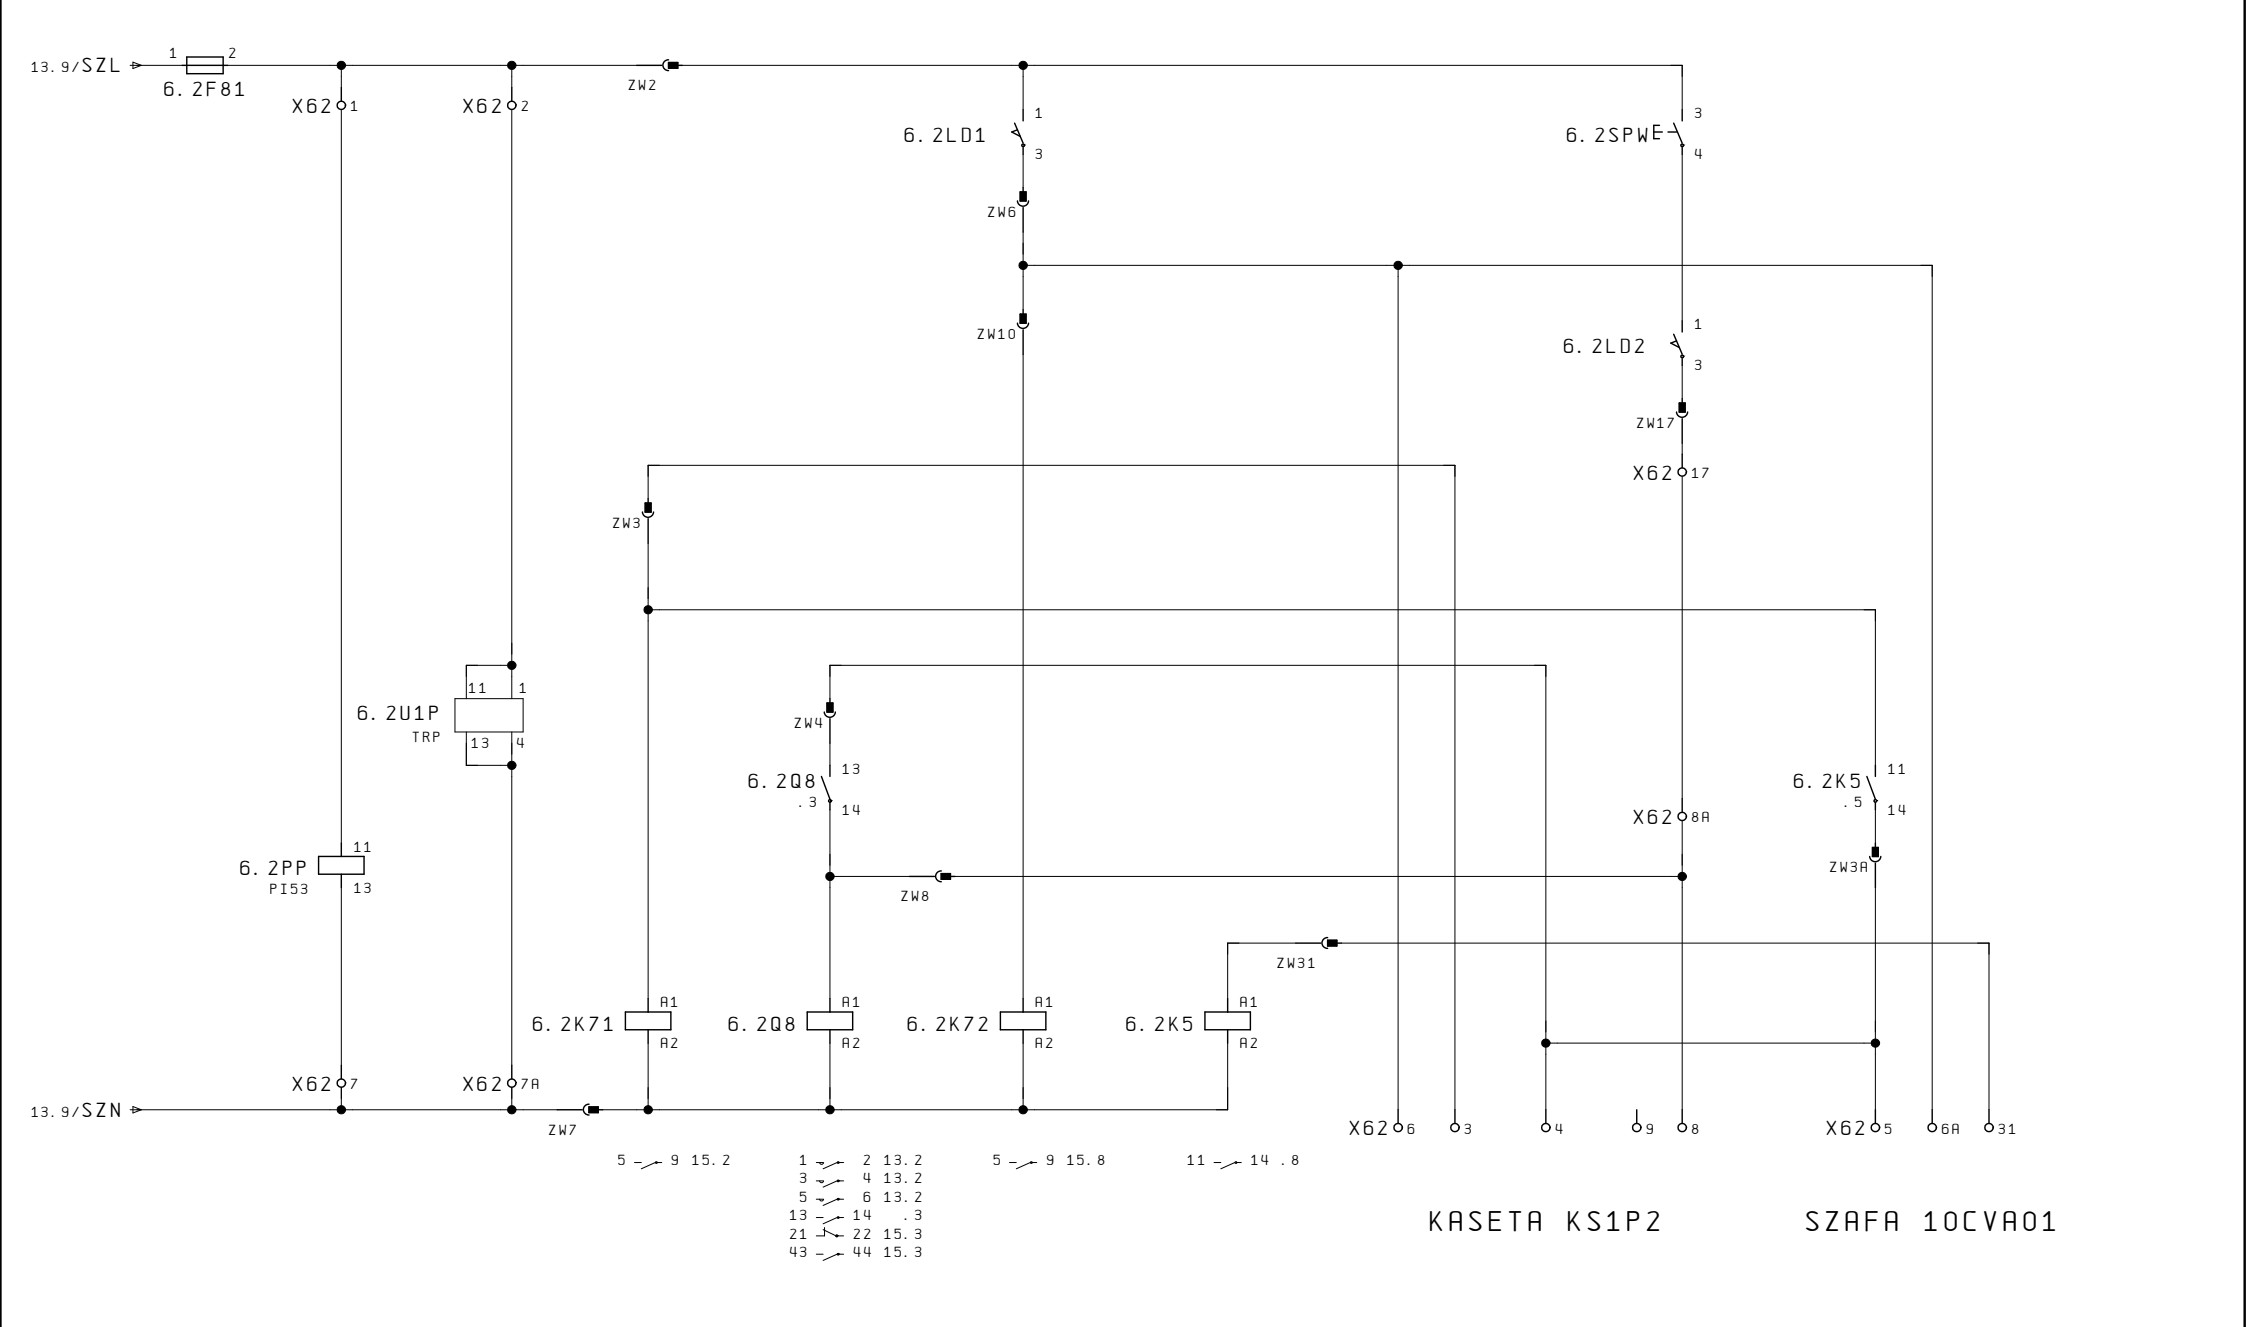 1 2
13.9/SZL
6.2F81
ZW2
X62 1
X62 2
1
6.2LD1
3
3
6.2SPW
4
ZW6
ZW10
1
6.2LD2
3
ZW17
X62 17
ZW3
11 1
6.2U1P
TRP
13 4
ZW4
13
6.2Q8
.3
14
11
6.2K5
.5
14
X62 8A
11
6.2PP
PI53
13
ZW8
ZW3A
ZW31
A1 A1 A1 A1
6.2K71 6.2Q8 6.2K72 6.2K5
A2 A2 A2 A2
X62 7
X62 7A
13.9/SZN
ZW7
X62 6 3 4 9 8
X62 5 6A 31
5 9 15.2
1 2 13.2
3 4 13.2
5 6 13.2
13 14 .3
21 22 15.3
43 44 15.3
5 9 15.8
11 14 .8
KASETA KS1P2
SZAFA 10CVA01